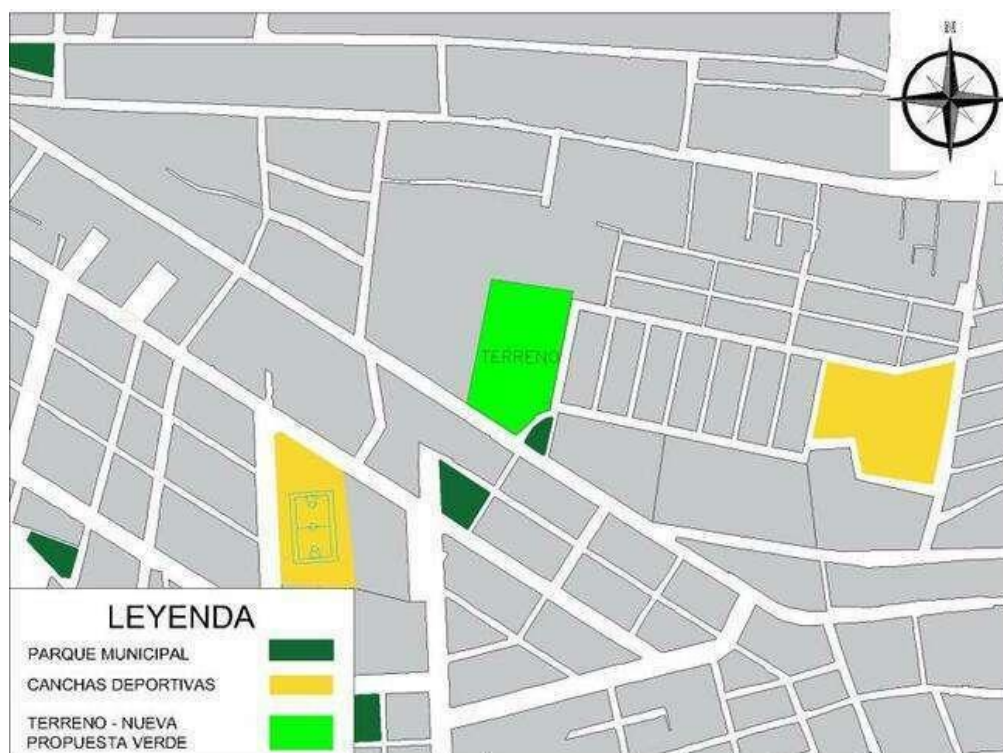 N
TERRENO
LEYENDA
PARQUE MUNICIPAL
CANCHAS DEPORTIVAS
TERRENO - NUEVA
PROPUESTA VERDE